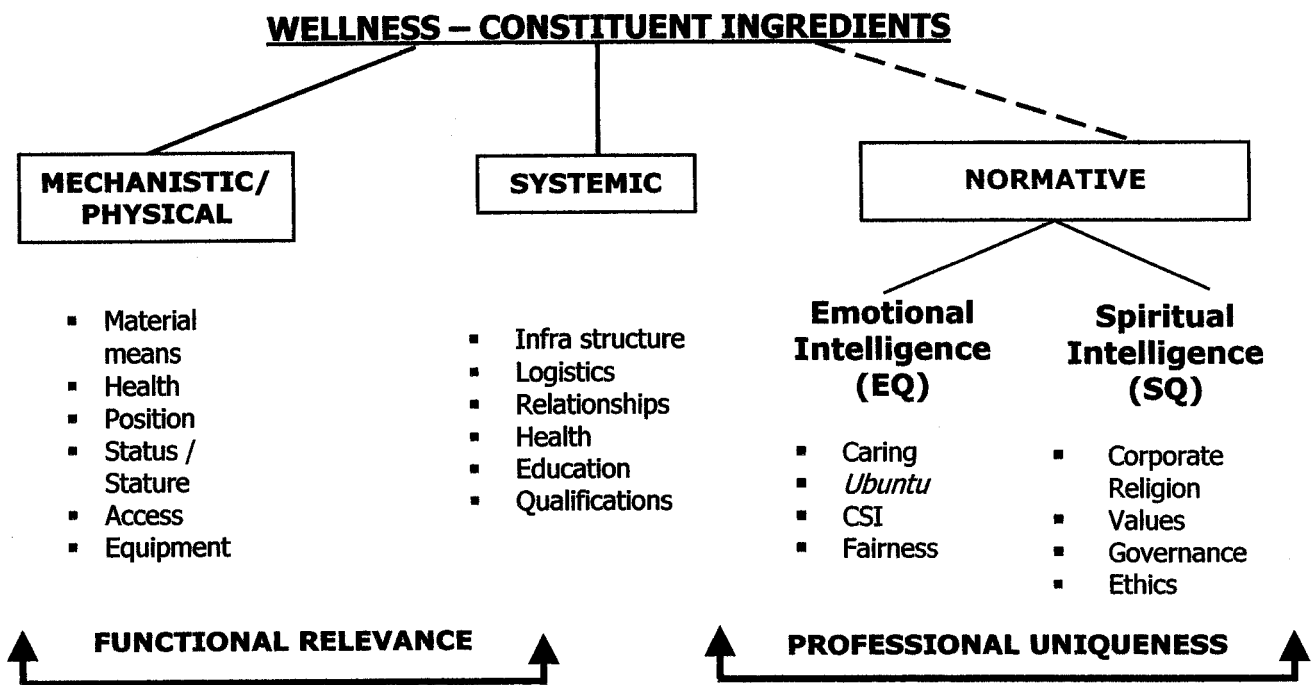 WELLNESS – CONSTITUENT INGREDIENTS
MECHANISTIC/
PHYSICAL
▪ Material
means
▪ Health
▪ Position
▪ Status /
Stature
▪ Access
▪ Equipment
SYSTEMIC
▪ Infra structure
▪ Logistics
▪ Relationships
▪ Health
▪ Education
▪ Qualifications
NORMATIVE
Emotional
Intelligence
(EQ)
▪ Caring
▪ Ubuntu
▪ CSI
▪ Fairness
Spiritual
Intelligence
(SQ)
▪ Corporate
Religion
▪ Values
▪ Governance
▪ Ethics
FUNCTIONAL RELEVANCE
PROFESSIONAL UNIQUENESS